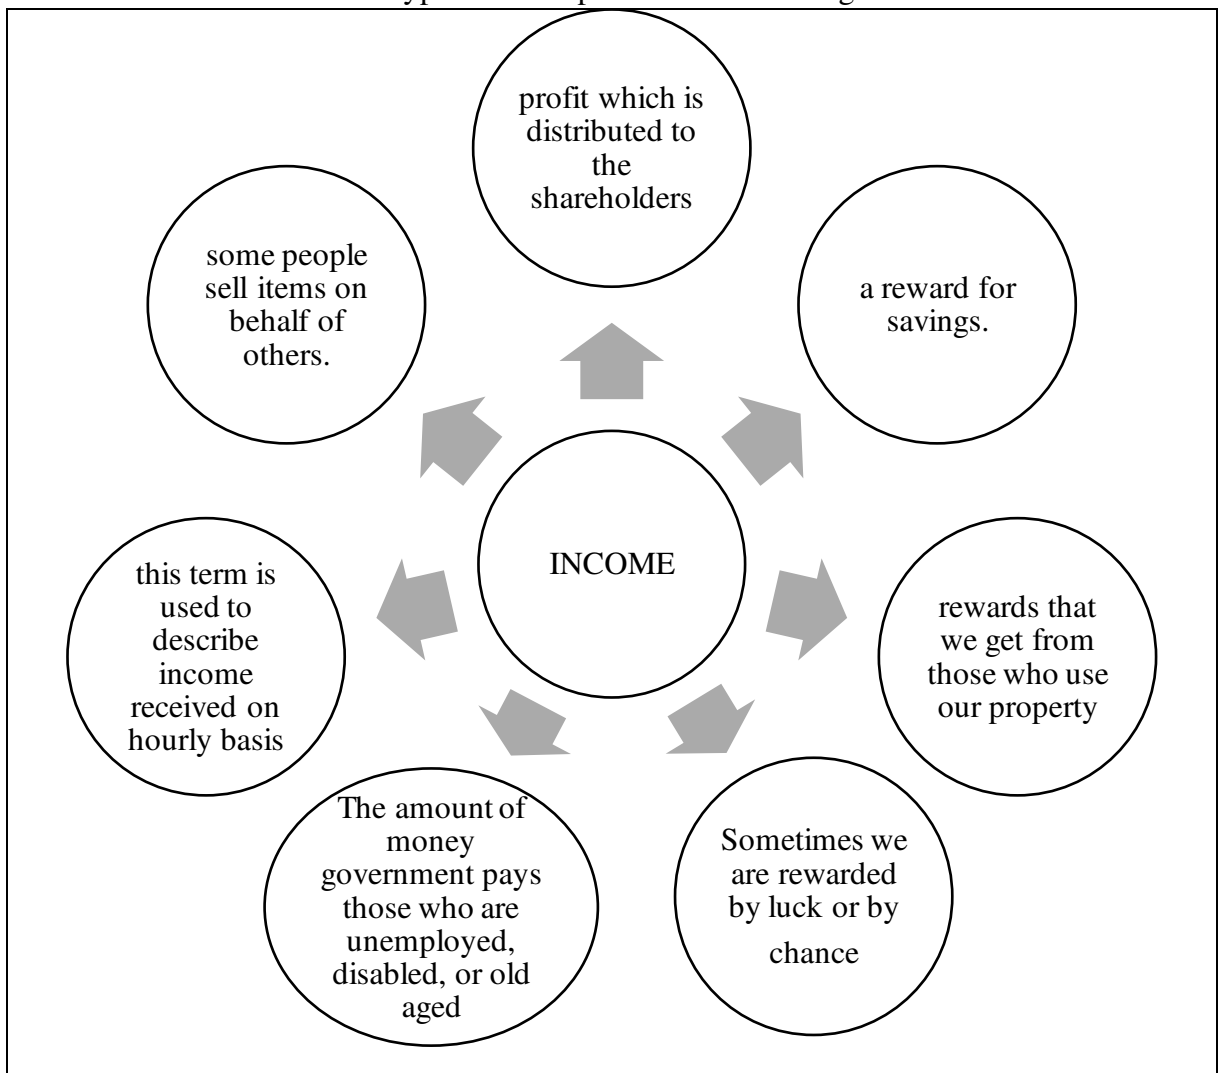 profit which is
distributed to
the
shareholders
a reward for
savings.
rewards that
we get from
those who use
our property
Sometimes we
are rewarded
by luck or by
chance
The amount of
money
government pays
those who are
unemployed,
disabled, or old
aged
this term is
used to
describe
income
received on
hourly basis
some people
sell items on
behalf of
others.
INCOME